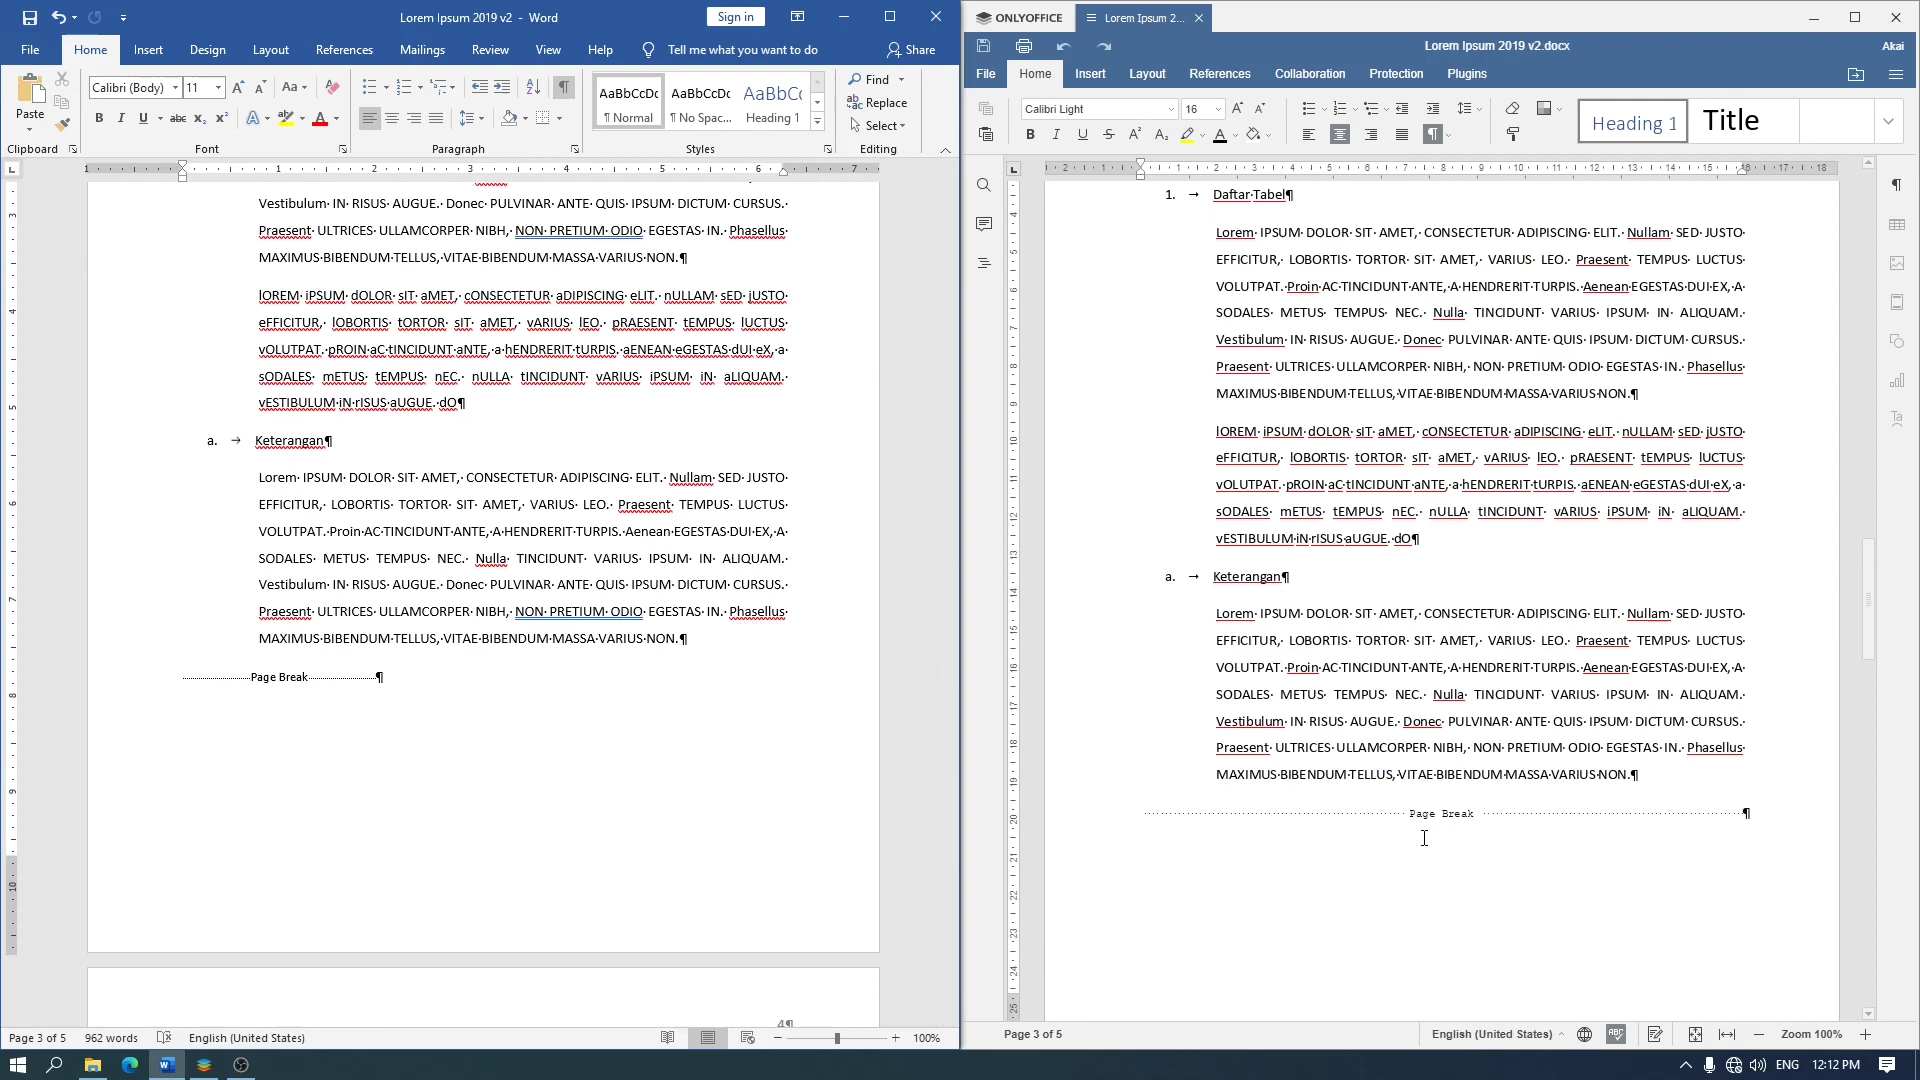 Lorem Ipsum 2019 v2 - Word
Sign in
File Home Insert Design Layout References Mailings Review View Help Tell me what you want to do Share
Paste
Calibri (Body) 11
AaBbCcDc AaBbCcDc AaBbCc
¶ Normal ¶ No Spac... Heading 1
Find
Replace
Select
Clipboard Font Paragraph Styles Editing
Vestibulum IN RISUS AUGUE. Donec PULVINAR ANTE QUIS IPSUM DICTUM CURSUS.
Praesent ULTRICES ULLAMCORPER NIBH, NON PRETIUM ODIO EGESTAS IN. Phasellus
MAXIMUS BIBENDUM TELLUS, VITAE BIBENDUM MASSA VARIUS NON.¶
lOREM iPSUM dOLOR sIT aMET, cONSECTETUR aDIPISCING eLIT. nULLAM sED jUSTO
eFFICITUR, lOBORTIS tORTOR sIT aMET, vARIUS lEO. pRAESENT tEMPUS lUCTUS
vOLUTPAT. pROIN aC tINCIDUNT aNTE, a hENDRERIT tURPIS. aENEAN eGESTAS dUI eX, a
sODALES mETUS tEMPUS nEC. nULLA tINCIDUNT vARIUS iPSUM iN aLIQUAM.
vESTIBULUM iN rISUS aUGUE. dO¶
a. → Keterangan¶
Lorem IPSUM DOLOR SIT AMET, CONSECTETUR ADIPISCING ELIT. Nullam SED JUSTO
EFFICITUR, LOBORTIS TORTOR SIT AMET, VARIUS LEO. Praesent TEMPUS LUCTUS
VOLUTPAT. Proin AC TINCIDUNT ANTE, A HENDRERIT TURPIS. Aenean EGESTAS DUI EX, A
SODALES METUS TEMPUS NEC. Nulla TINCIDUNT VARIUS IPSUM IN ALIQUAM.
Vestibulum IN RISUS AUGUE. Donec PULVINAR ANTE QUIS IPSUM DICTUM CURSUS.
Praesent ULTRICES ULLAMCORPER NIBH, NON PRETIUM ODIO EGESTAS IN. Phasellus
MAXIMUS BIBENDUM TELLUS, VITAE BIBENDUM MASSA VARIUS NON.¶
Page Break¶
4¶
Page 3 of 5 962 words English (United States) 100%
ONLYOFFICE Lorem Ipsum 2...
Lorem Ipsum 2019 v2.docx Akai
File Home Insert Layout References Collaboration Protection Plugins
Calibri Light 16
Heading 1 Title
1. → Daftar Tabel¶
Lorem IPSUM DOLOR SIT AMET, CONSECTETUR ADIPISCING ELIT. Nullam SED JUSTO
EFFICITUR, LOBORTIS TORTOR SIT AMET, VARIUS LEO. Praesent TEMPUS LUCTUS
VOLUTPAT. Proin AC TINCIDUNT ANTE, A HENDRERIT TURPIS. Aenean EGESTAS DUI EX, A
SODALES METUS TEMPUS NEC. Nulla TINCIDUNT VARIUS IPSUM IN ALIQUAM.
Vestibulum IN RISUS AUGUE. Donec PULVINAR ANTE QUIS IPSUM DICTUM CURSUS.
Praesent ULTRICES ULLAMCORPER NIBH, NON PRETIUM ODIO EGESTAS IN. Phasellus
MAXIMUS BIBENDUM TELLUS, VITAE BIBENDUM MASSA VARIUS NON.¶
lOREM iPSUM dOLOR sIT aMET, cONSECTETUR aDIPISCING eLIT. nULLAM sED jUSTO
eFFICITUR, lOBORTIS tORTOR sIT aMET, vARIUS lEO. pRAESENT tEMPUS lUCTUS
vOLUTPAT. pROIN aC tINCIDUNT aNTE, a hENDRERIT tURPIS. aENEAN eGESTAS dUI eX, a
sODALES mETUS tEMPUS nEC. nULLA tINCIDUNT vARIUS iPSUM iN aLIQUAM.
vESTIBULUM iN rISUS aUGUE. dO¶
a. → Keterangan¶
Lorem IPSUM DOLOR SIT AMET, CONSECTETUR ADIPISCING ELIT. Nullam SED JUSTO
EFFICITUR, LOBORTIS TORTOR SIT AMET, VARIUS LEO. Praesent TEMPUS LUCTUS
VOLUTPAT. Proin AC TINCIDUNT ANTE, A HENDRERIT TURPIS. Aenean EGESTAS DUI EX, A
SODALES METUS TEMPUS NEC. Nulla TINCIDUNT VARIUS IPSUM IN ALIQUAM.
Vestibulum IN RISUS AUGUE. Donec PULVINAR ANTE QUIS IPSUM DICTUM CURSUS.
Praesent ULTRICES ULLAMCORPER NIBH, NON PRETIUM ODIO EGESTAS IN. Phasellus
MAXIMUS BIBENDUM TELLUS, VITAE BIBENDUM MASSA VARIUS NON.¶
Page Break ¶
Page 3 of 5 English (United States) Zoom 100%
ENG 12:12 PM